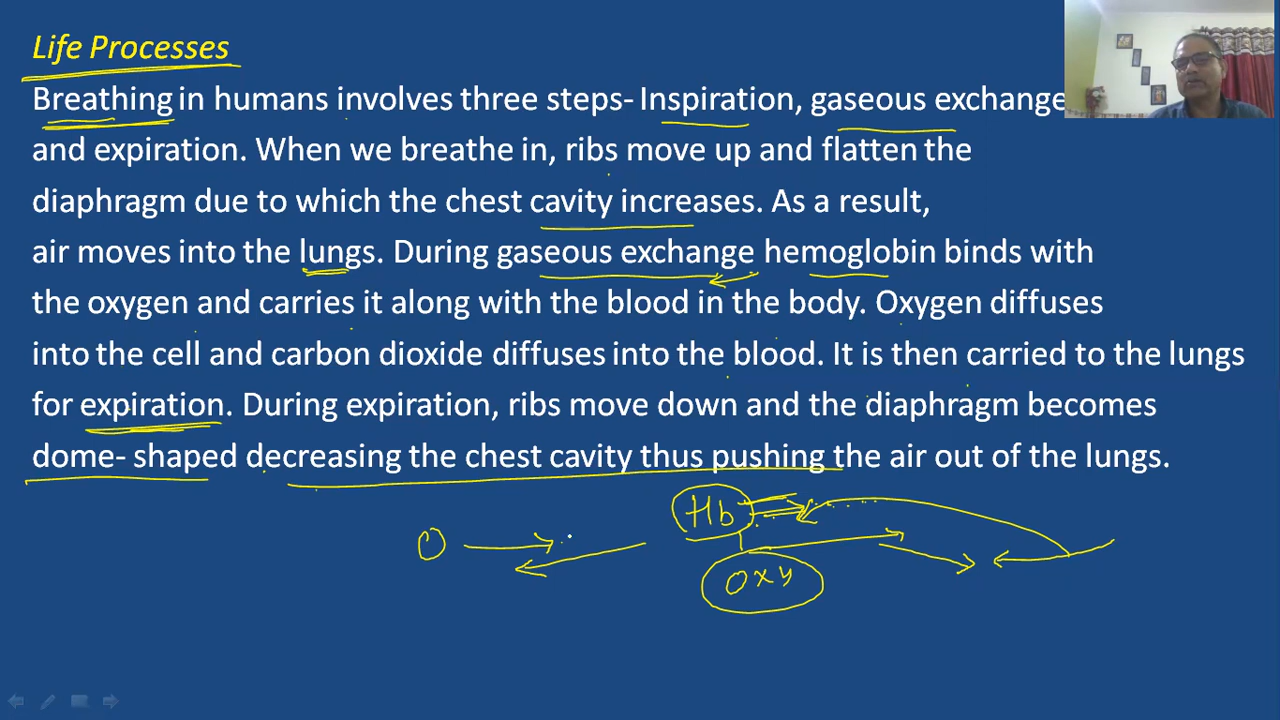 Life Processes
Breathing in humans involves three steps- Inspiration, gaseous exchange
and expiration. When we breathe in, ribs move up and flatten the
diaphragm due to which the chest cavity increases. As a result,
air moves into the lungs. During gaseous exchange hemoglobin binds with
the oxygen and carries it along with the blood in the body. Oxygen diffuses
into the cell and carbon dioxide diffuses into the blood. It is then carried to the lungs
for expiration. During expiration, ribs move down and the diaphragm becomes
dome- shaped decreasing the chest cavity thus pushing the air out of the lungs.
Hb
O
Oxy